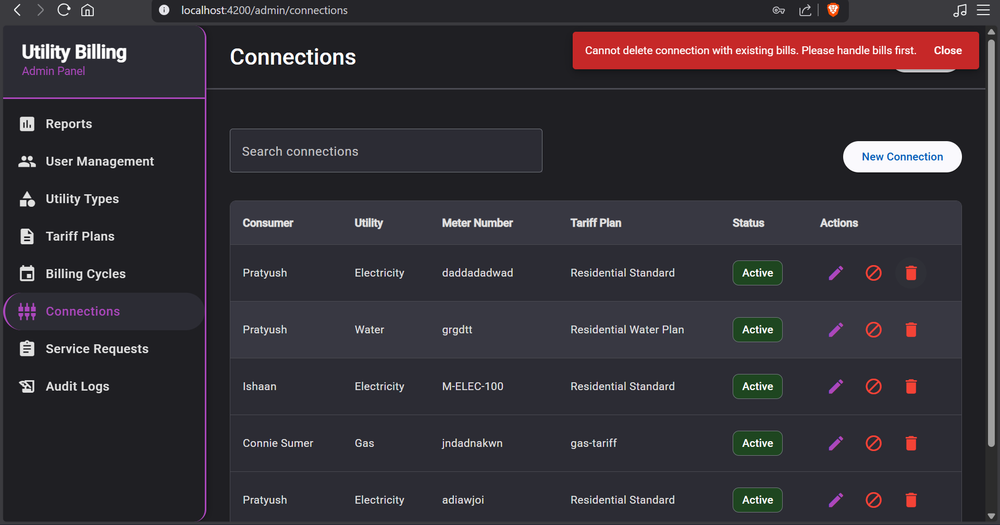 localhost:4200/admin/connections
Utility Billing
Admin Panel
Connections
Cannot delete connection with existing bills. Please handle bills first. Close
Reports
User Management
Utility Types
Tariff Plans
Billing Cycles
Connections
Service Requests
Audit Logs
Search connections
New Connection
Consumer Utility Meter Number Tariff Plan Status Actions
Pratyush Electricity daddadadwad Residential Standard Active
Pratyush Water grgdtt Residential Water Plan Active
Ishaan Electricity M-ELEC-100 Residential Standard Active
Connie Sumer Gas jndadnakwn gas-tariff Active
Pratyush Electricity adiawjoi Residential Standard Active